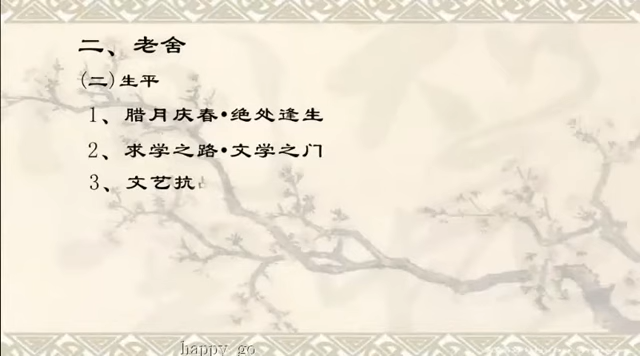 二、老舍
(二)生平
1、腊月庆春•绝处逢生
2、求学之路•文学之门
3、文艺抗
happy_go